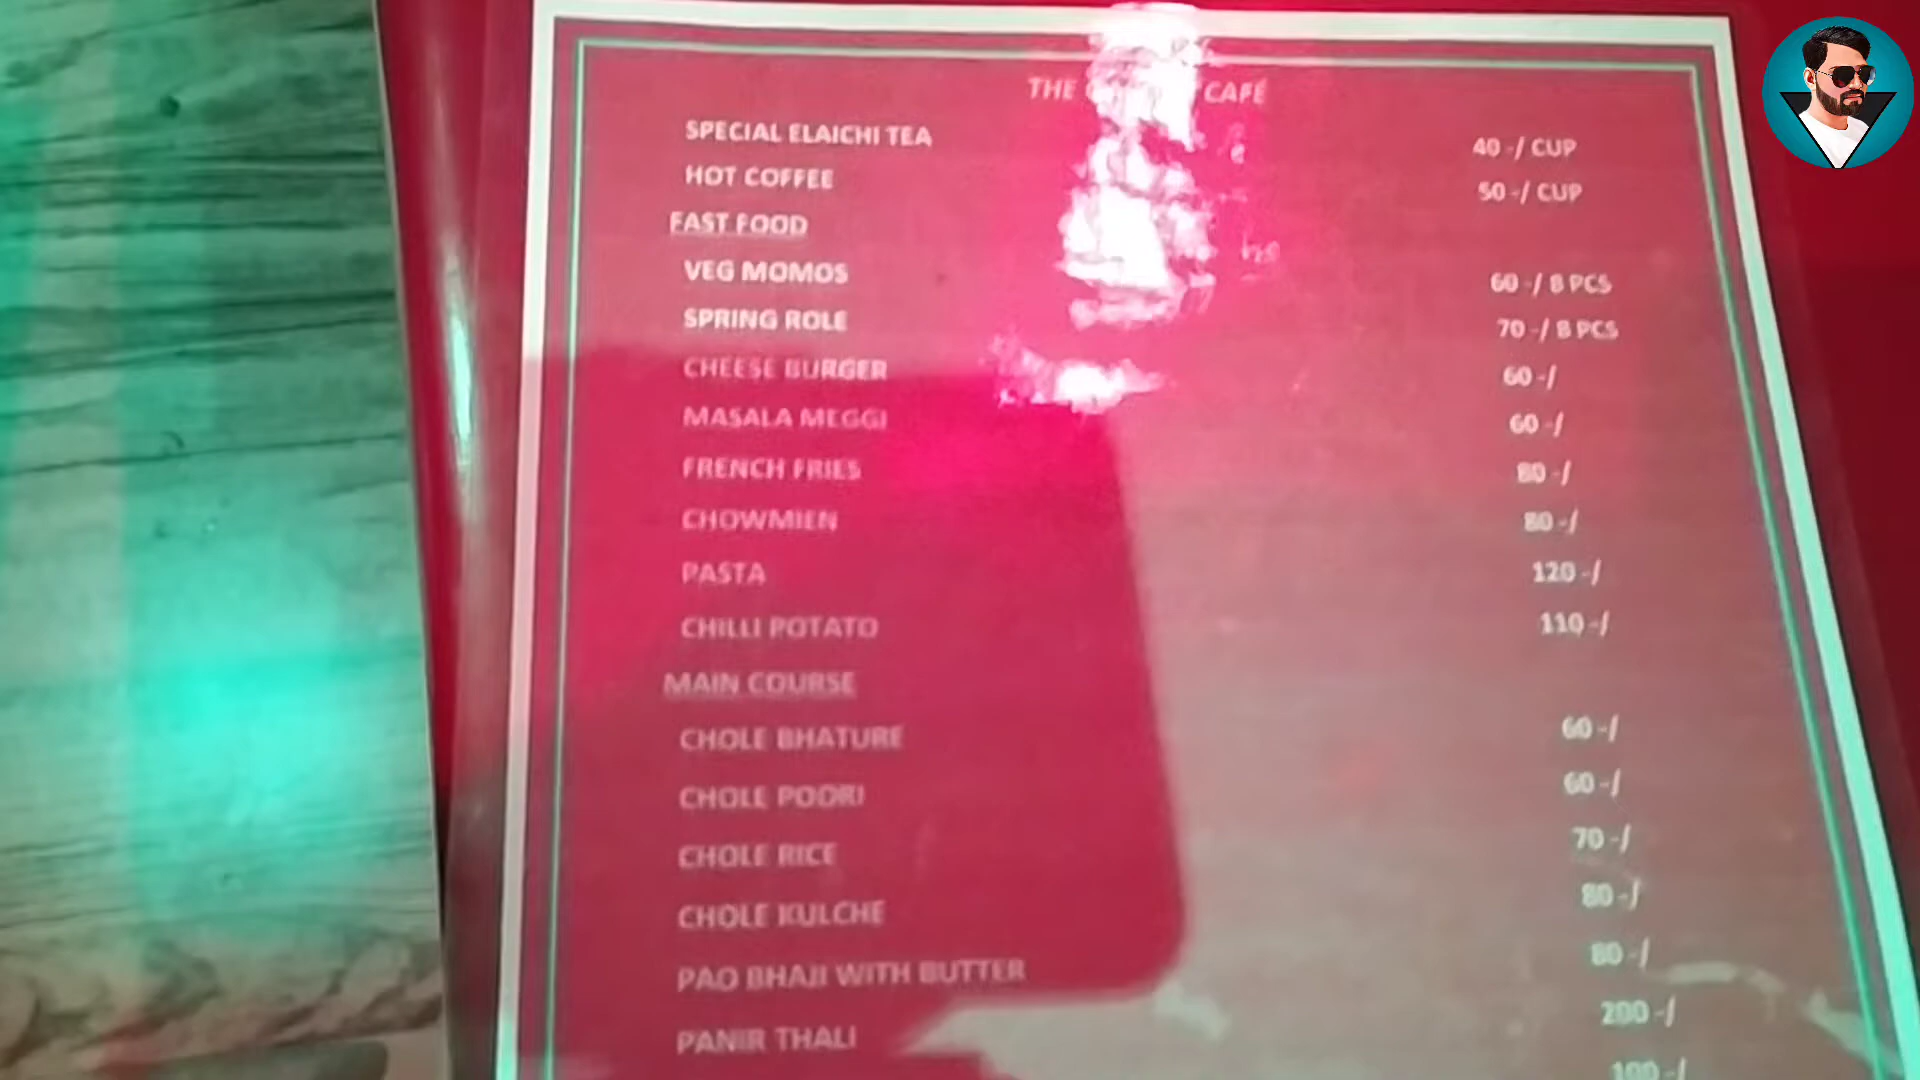 THE CAFÉ
SPECIAL ELAICHI TEA 40 -/ CUP
HOT COFFEE 50 -/ CUP
FAST FOOD
VEG MOMOS 60 -/ 8 PCS
SPRING ROLE 70 -/ 8 PCS
CHEESE BURGER 60 -/
MASALA MEGGI 60 -/
FRENCH FRIES 80 -/
CHOWMIEN 80 -/
PASTA 120 -/
CHILLI POTATO 110 -/
MAIN COURSE
CHOLE BHATURE 60 -/
CHOLE POORI 60 -/
CHOLE RICE 70 -/
CHOLE KULCHE 80 -/
PAO BHAJI WITH BUTTER 80 -/
PANIR THALI 200 -/